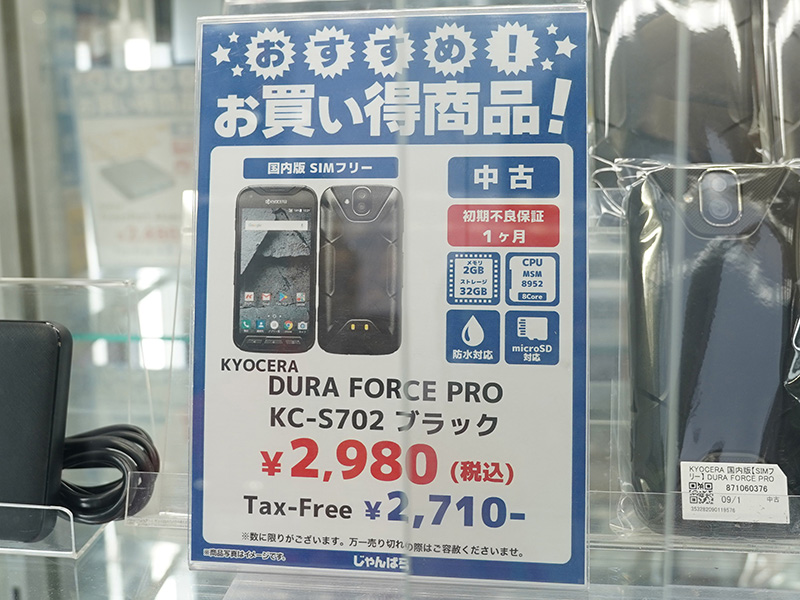 おすすめ!
お買い得商品!
国内版 SIMフリー
中古
初期不良保証
1ヶ月
メモリ
2GB
ストレージ
32GB
CPU
MSM
8952
8Core
防水対応
microSD
対応
KYOCERA
DURA FORCE PRO
KC-S702 ブラック
¥2,980(税込)
Tax-Free ¥2,710-
※数に限りがございます。万一売り切れの際はご容赦くださいませ。
※商品写真はイメージです。
じゃんぱら
KYOCERA 国内版【SIMフ
リー】DURA FORCE PRO
871060376
09/1 中古